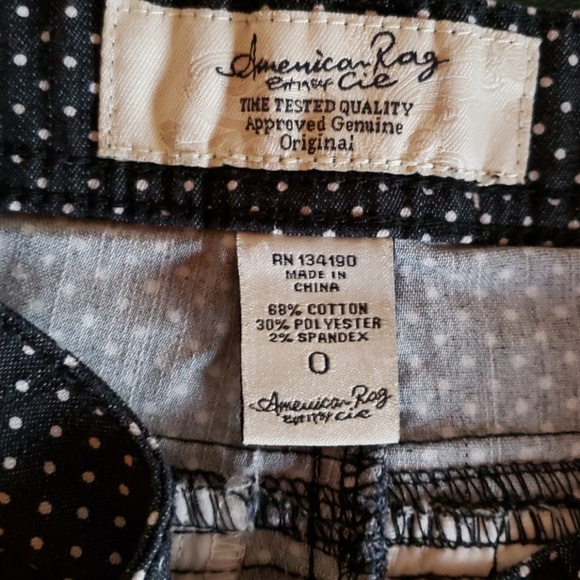 American Rag
Cie
TIME TESTED QUALITY
Approved Genuine
Original
RN 134190
MADE IN
CHINA
68% COTTON
30% POLYESTER
2% SPANDEX
0
American Rag
Cie